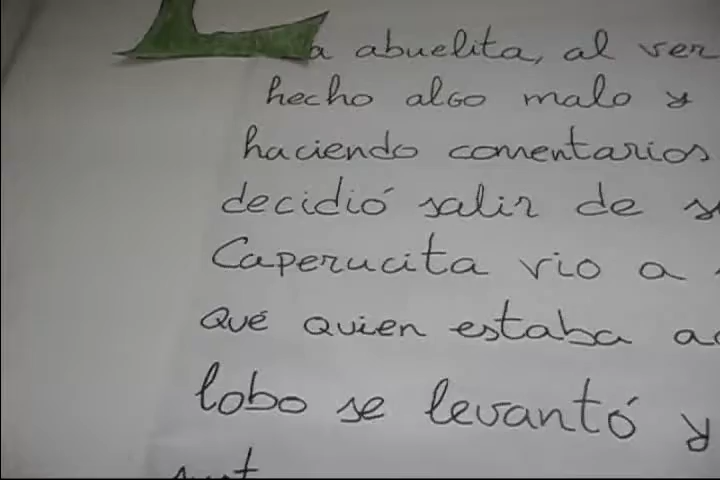 La abuelita, al ver
hecho algo malo y
haciendo comentarios
decidió salir de
Caperucita vio a
qué quien estaba
lobo se levantó y